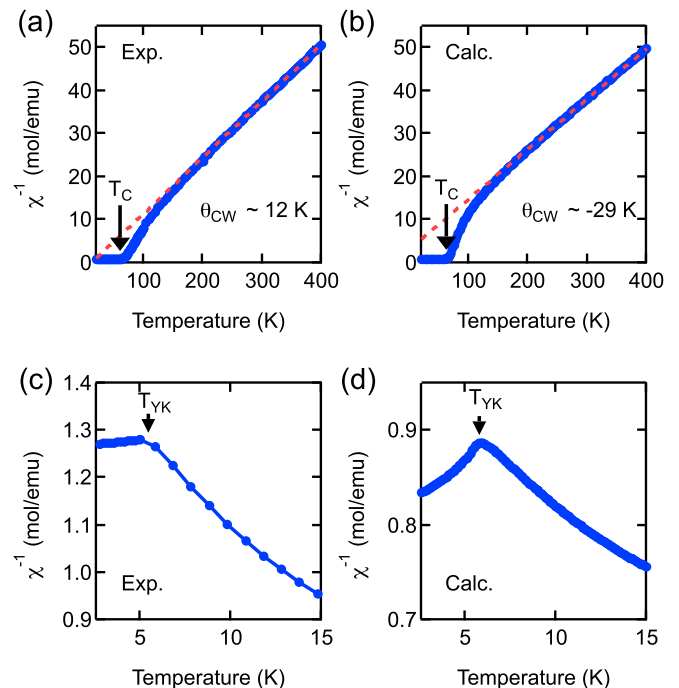 (a)
Exp.
50
40
30
20
10
0
χ⁻¹ (mol/emu)
T_C
θ_CW ~ 12 K
100
200
300
400
Temperature (K)
(b)
Calc.
50
40
30
20
10
0
χ⁻¹ (mol/emu)
T_C
θ_CW ~ -29 K
100
200
300
400
Temperature (K)
(c)
1.4
1.3
1.2
1.1
1.0
0.9
χ⁻¹ (mol/emu)
T_YK
Exp.
5
10
15
Temperature (K)
(d)
0.9
0.8
0.7
χ⁻¹ (mol/emu)
T_YK
Calc.
5
10
15
Temperature (K)